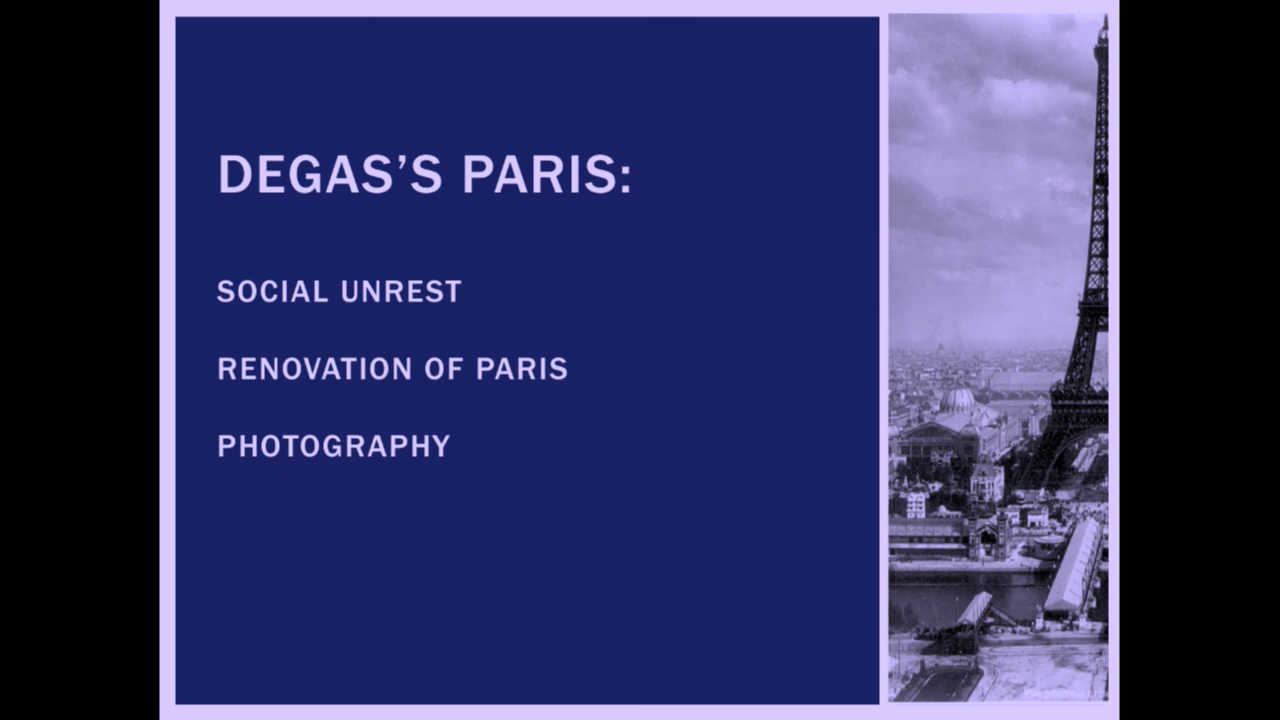 DEGAS’S PARIS:
SOCIAL UNREST
RENOVATION OF PARIS
PHOTOGRAPHY